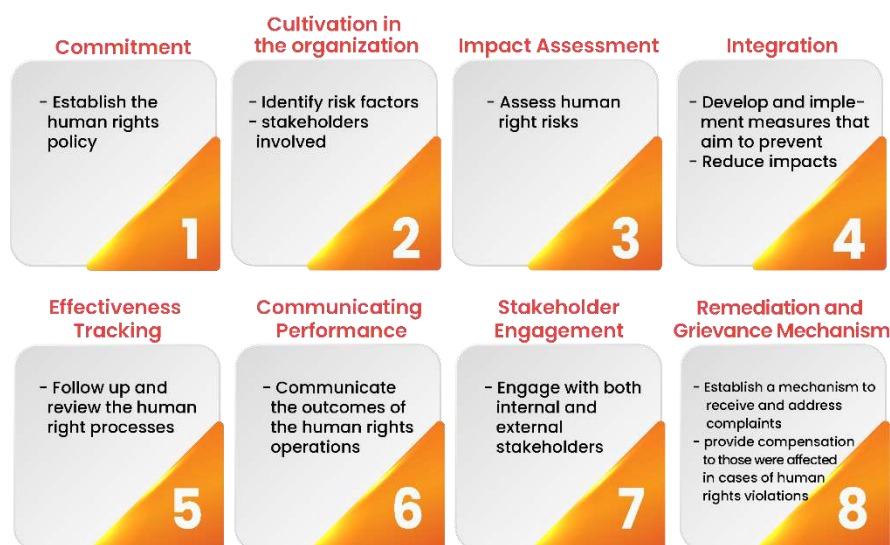 Commitment
- Establish the
human rights
policy
1
Cultivation in
the organization
- Identify risk factors
- stakeholders
involved
2
Impact Assessment
- Assess human
right risks
3
Integration
- Develop and imple-
ment measures that
aim to prevent
- Reduce impacts
4
Effectiveness
Tracking
- Follow up and
review the human
right processes
5
Communicating
Performance
- Communicate
the outcomes of
the human rights
operations
6
Stakeholder
Engagement
- Engage with both
internal and
external
stakeholders
7
Remediation and
Grievance Mechanism
- Establish a mechanism to
receive and address
complaints
- provide compensation
to those were affected
in cases of human
rights violations
8